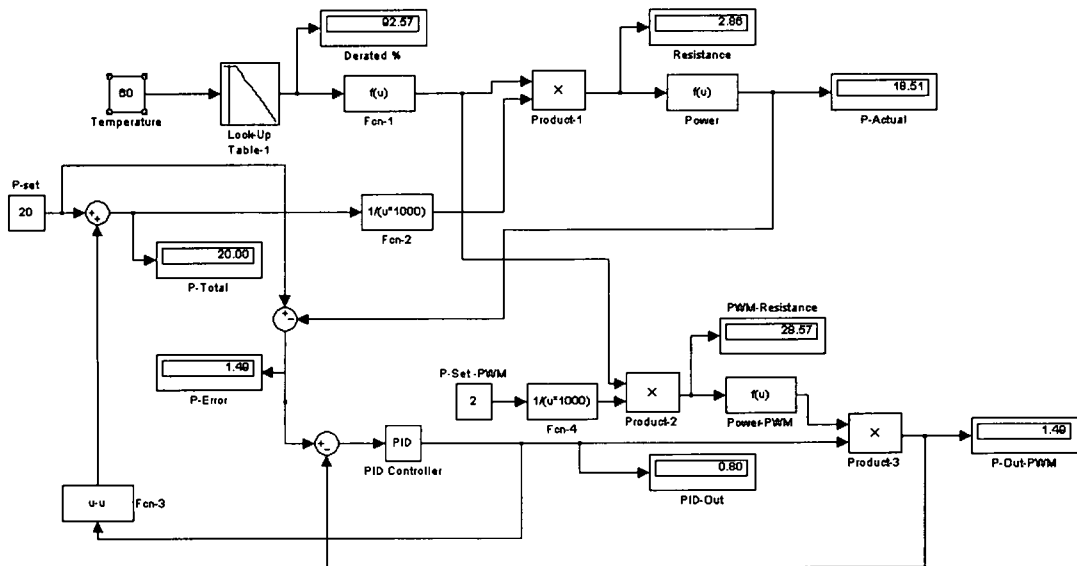 92.57
Derated %
2.86
Resistance
60
Temperature
Look-Up
Table-1
f(u)
Fcn-1
×
Product-1
f(u)
Power
18.51
P-Actual
P-set
20
1/(u*1000)
Fcn-2
20.00
P-Total
1.49
P-Error
PWM-Resistance
28.57
P-Set-PWM
2
1/(u*1000)
Fcn-4
×
Product-2
f(u)
Power-PWM
×
Product-3
1.49
P-Out-PWM
PID
PID Controller
0.80
PID-Out
u-u
Fcn-3